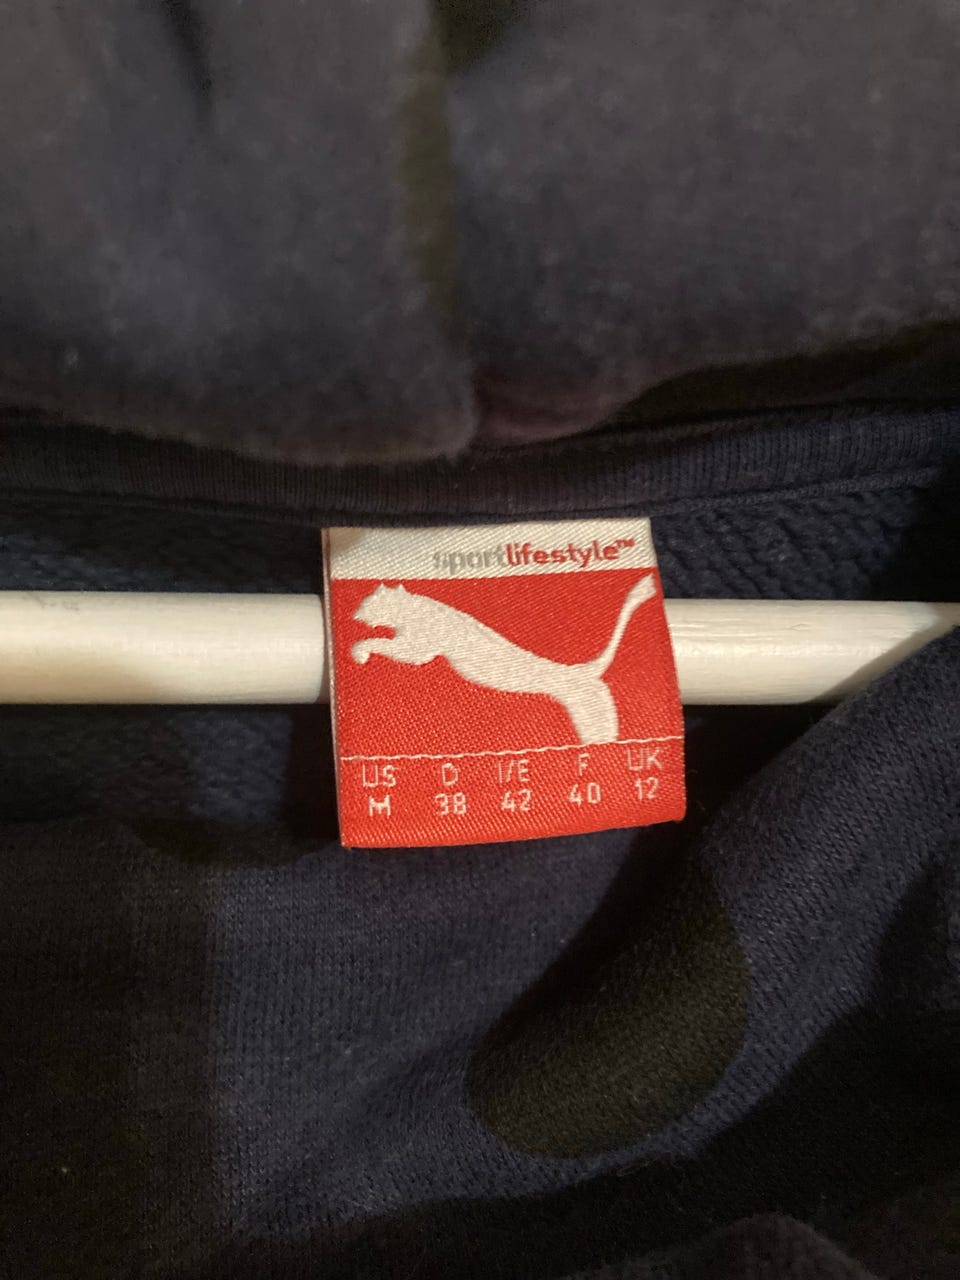 sportlifestyle™
US D I/E F UK
M 38 42 40 12